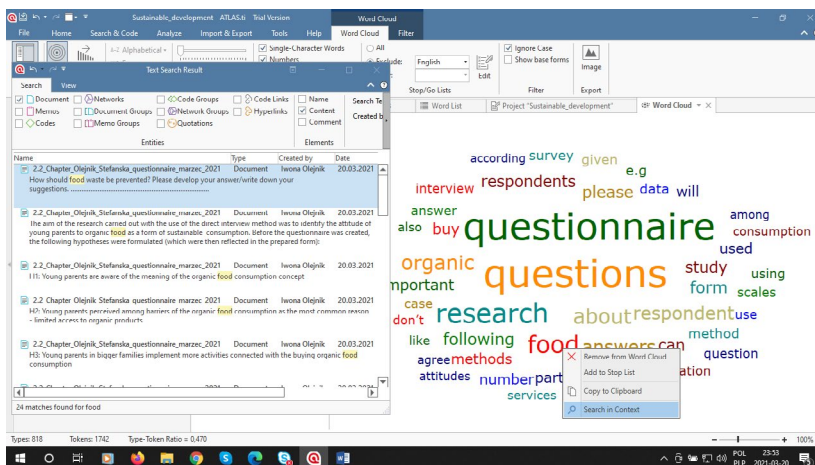 Sustainable_development ATLAS.ti Trial Version
Word Cloud
File Home Search & Code Analyze Import & Export Tools Help Word Cloud Filter
A-Z Alphabetical
Single-Character Words
Numbers
All
Exclude:
English
Edit
Ignore Case
Show base forms
Image
Stop/Go Lists Filter Export
Text Search Result
Search View
Document Networks Code Groups Code Links Name
Memos Document Groups Network Groups Hyperlinks Content
Codes Memo Groups Quotations Comment
Search Te
Created b
Entities Elements
Name Type Created by Date
2.2_Chapter_Olejnik_Stefanska_questionnaire_marzec_2021 Document Iwona Olejnik 20.03.2021
How should food waste be prevented? Please develop your answer/write down your
suggestions.
2.2_Chapter_Olejnik_Stefanska_questionnaire_marzec_2021 Document Iwona Olejnik 20.03.2021
The aim of the research carried out with the use of the direct interview method was to identify the attitude of
young parents to organic food as a form of sustainable consumption. Before the questionnaire was created,
the following hypotheses were formulated (which were then reflected in the prepared form):
2.2_Chapter_Olejnik_Stefanska_questionnaire_marzec_2021 Document Iwona Olejnik 20.03.2021
H1: Young parents are aware of the meaning of the organic food consumption concept
2.2_Chapter_Olejnik_Stefanska_questionnaire_marzec_2021 Document Iwona Olejnik 20.03.2021
H2: Young parents perceived among barriers of the organic food consumption as the most common reason
- limited access to organic products
2.2_Chapter_Olejnik_Stefanska_questionnaire_marzec_2021 Document Iwona Olejnik 20.03.2021
H3: Young parents in bigger families implement more activities connected with the buying organic food
consumption
24 matches found for food
Word List Project "Sustainable_development" Word Cloud
according survey given
e.g
interview respondents please data will
answer among
also buy questionnaire consumption
used
organic questions study using
mportant form scales
case
don't research about respondent use
method
like following food answers can
question
agree methods ation
attitudes number part
services
Remove from Word Cloud
Add to Stop List
Copy to Clipboard
Search in Context
Types: 818 Tokens: 1742 Type-Token Ratio = 0,470
100%
POL 23:53
PLP 2021-03-20